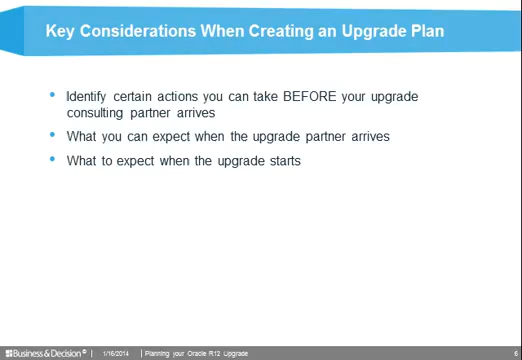 Key Considerations When Creating an Upgrade Plan
• Identify certain actions you can take BEFORE your upgrade
consulting partner arrives
• What you can expect when the upgrade partner arrives
• What to expect when the upgrade starts
Business & Decision © | 1/16/2014 | Planning your Oracle R12 Upgrade 6